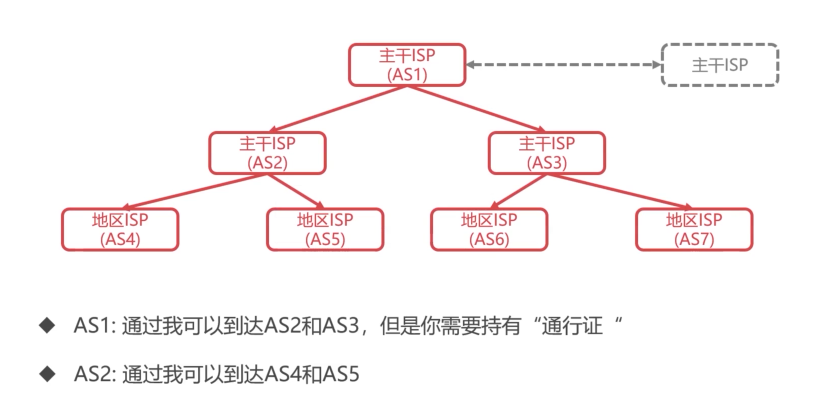 主干ISP
(AS1)
主干ISP
主干ISP
(AS2)
主干ISP
(AS3)
地区ISP
(AS4)
地区ISP
(AS5)
地区ISP
(AS6)
地区ISP
(AS7)
◆ AS1: 通过我可以到达AS2和AS3，但是你需要持有“通行证“
◆ AS2: 通过我可以到达AS4和AS5